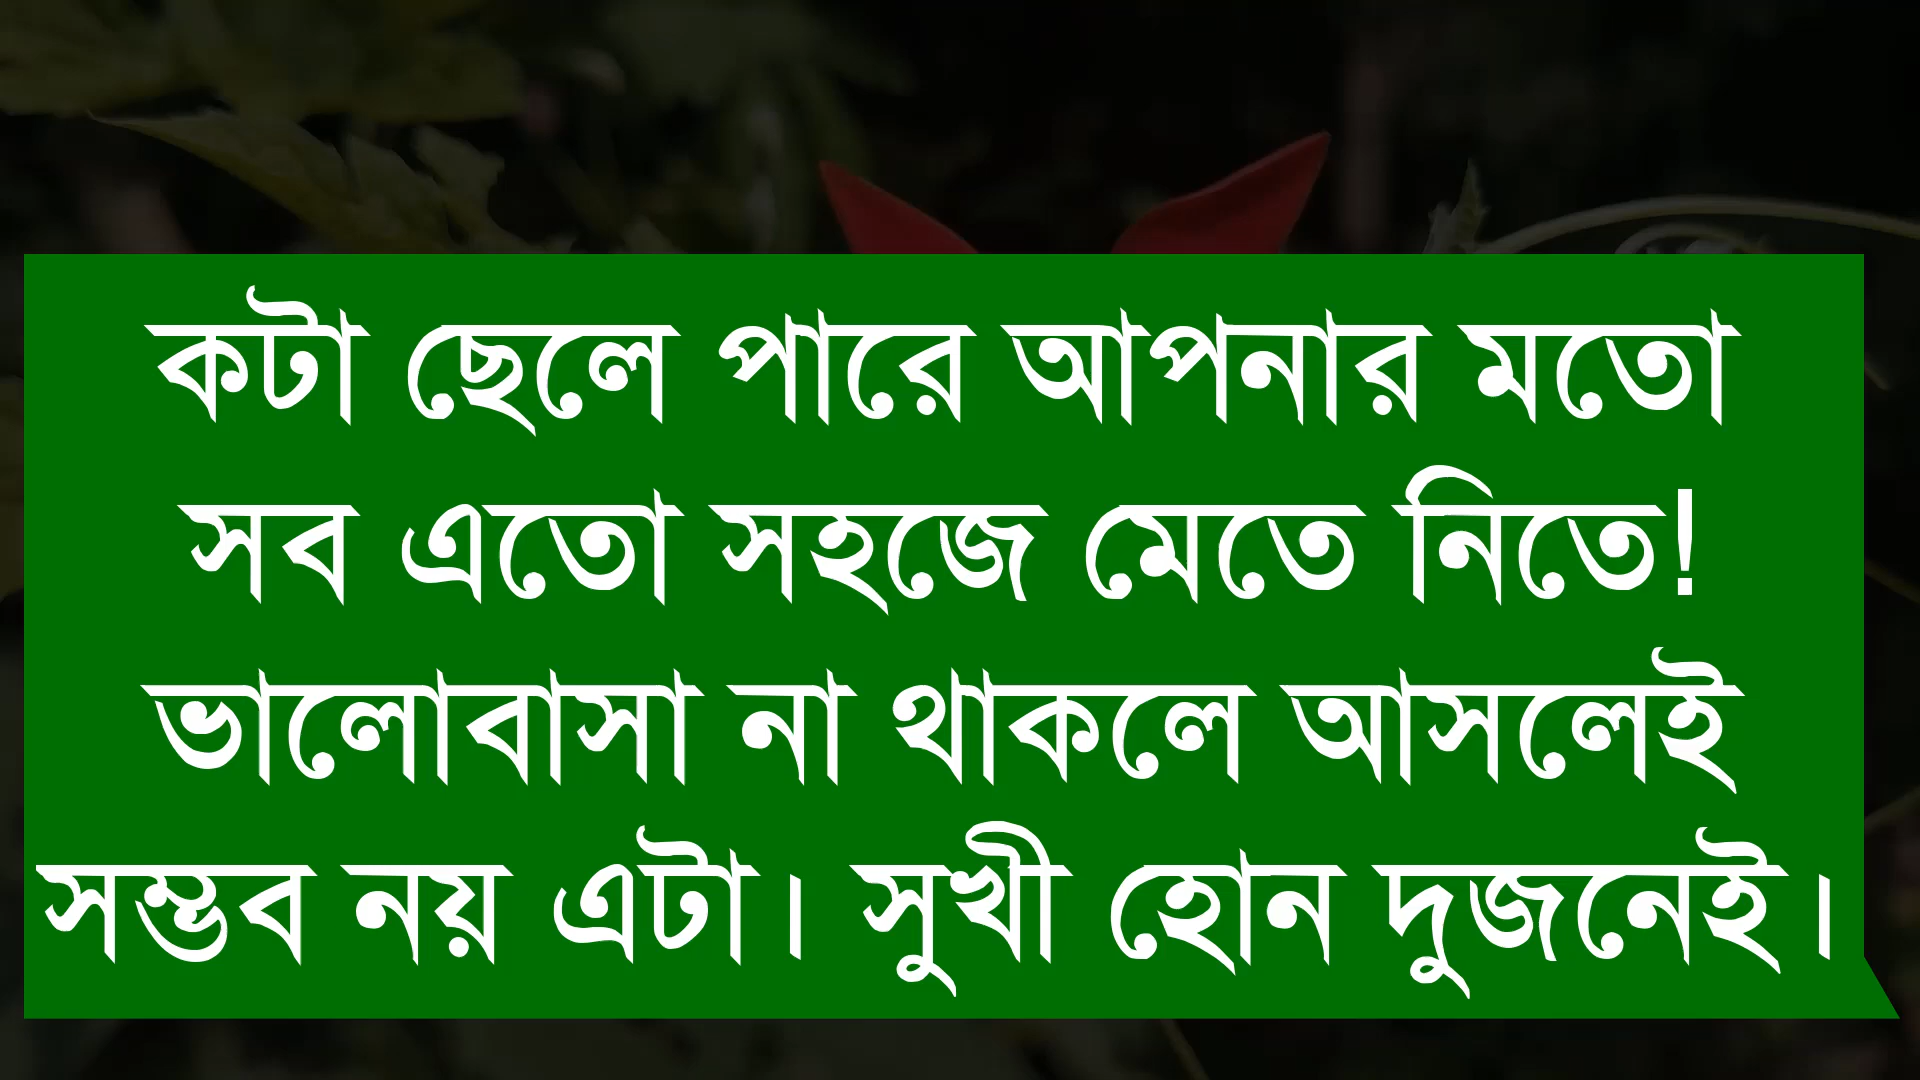 কটা ছেলে পারে আপনার মতো
সব এতো সহজে মেতে নিতে!
ভালোবাসা না থাকলে আসলেই
সম্ভব নয় এটা। সুখী হোন দুজনেই।